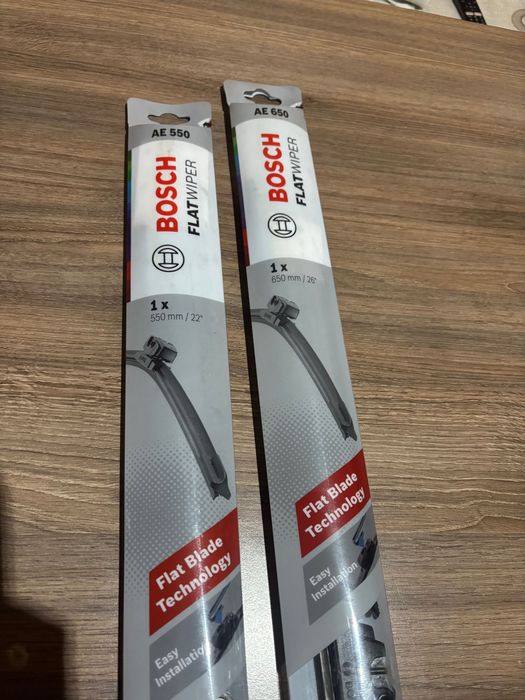 AE 550
BOSCH
FLATWIPER
1 x
550 mm / 22"
Flat Blade
Technology
Easy
Installation
AE 650
BOSCH
FLATWIPER
1 x
650 mm / 26"
Flat Blade
Technology
Easy
Installation